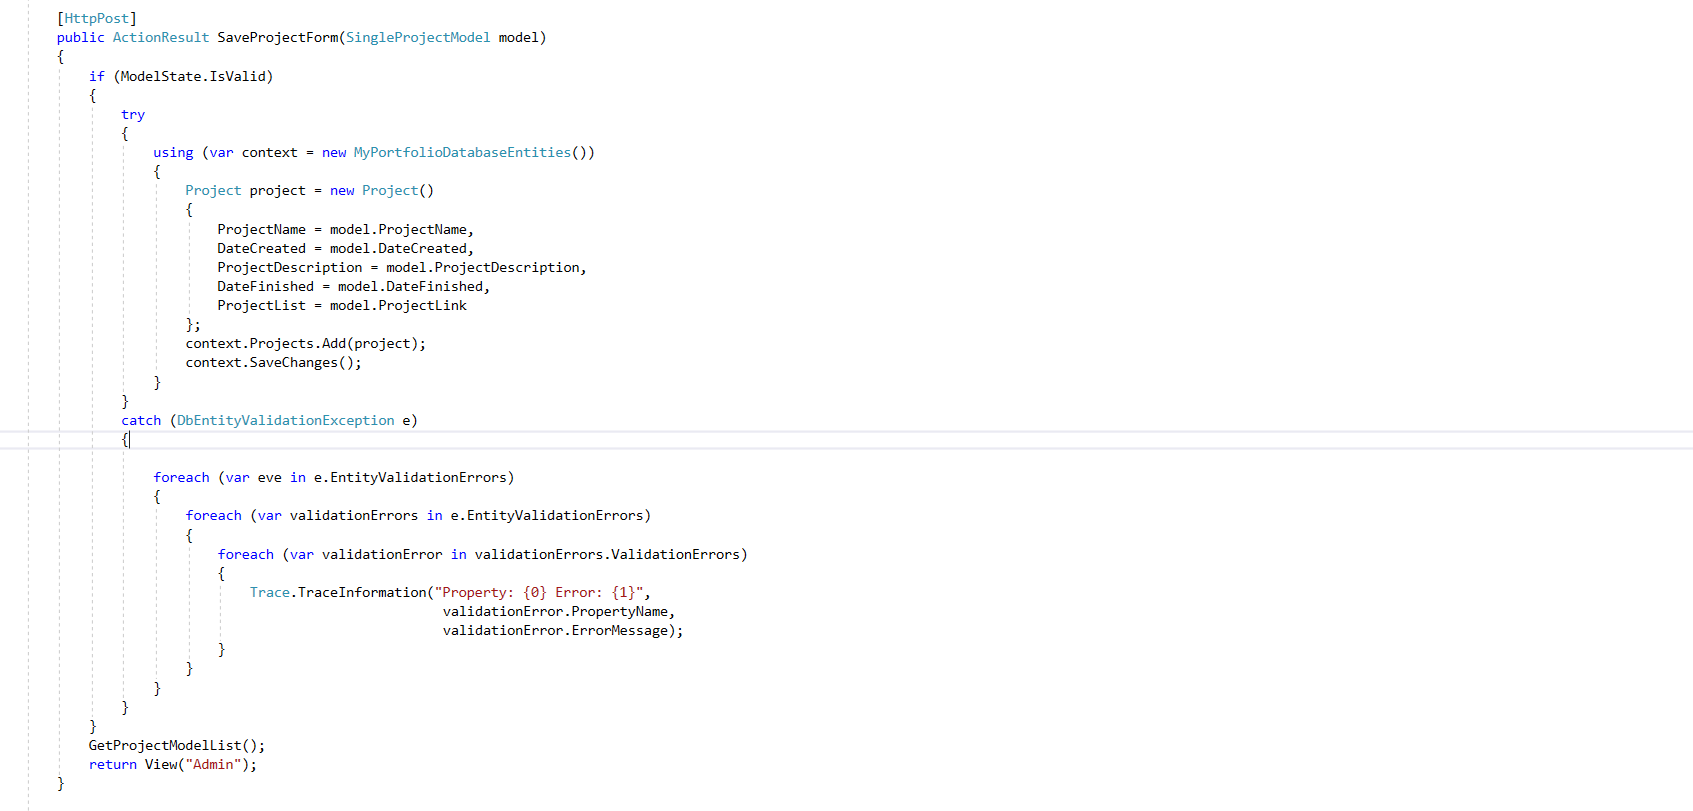 [HttpPost]
public ActionResult SaveProjectForm(SingleProjectModel model)
{
    if (ModelState.IsValid)
    {
        try
        {
            using (var context = new MyPortfolioDatabaseEntities())
            {
                Project project = new Project()
                {
                    ProjectName = model.ProjectName,
                    DateCreated = model.DateCreated,
                    ProjectDescription = model.ProjectDescription,
                    DateFinished = model.DateFinished,
                    ProjectList = model.ProjectLink
                };
                context.Projects.Add(project);
                context.SaveChanges();
            }
        }
        catch (DbEntityValidationException e)
        {
            foreach (var eve in e.EntityValidationErrors)
            {
                foreach (var validationErrors in e.EntityValidationErrors)
                {
                    foreach (var validationError in validationErrors.ValidationErrors)
                    {
                        Trace.TraceInformation("Property: {0} Error: {1}",
                                                validationError.PropertyName,
                                                validationError.ErrorMessage);
                    }
                }
            }
        }
    }
    GetProjectModelList();
    return View("Admin");
}